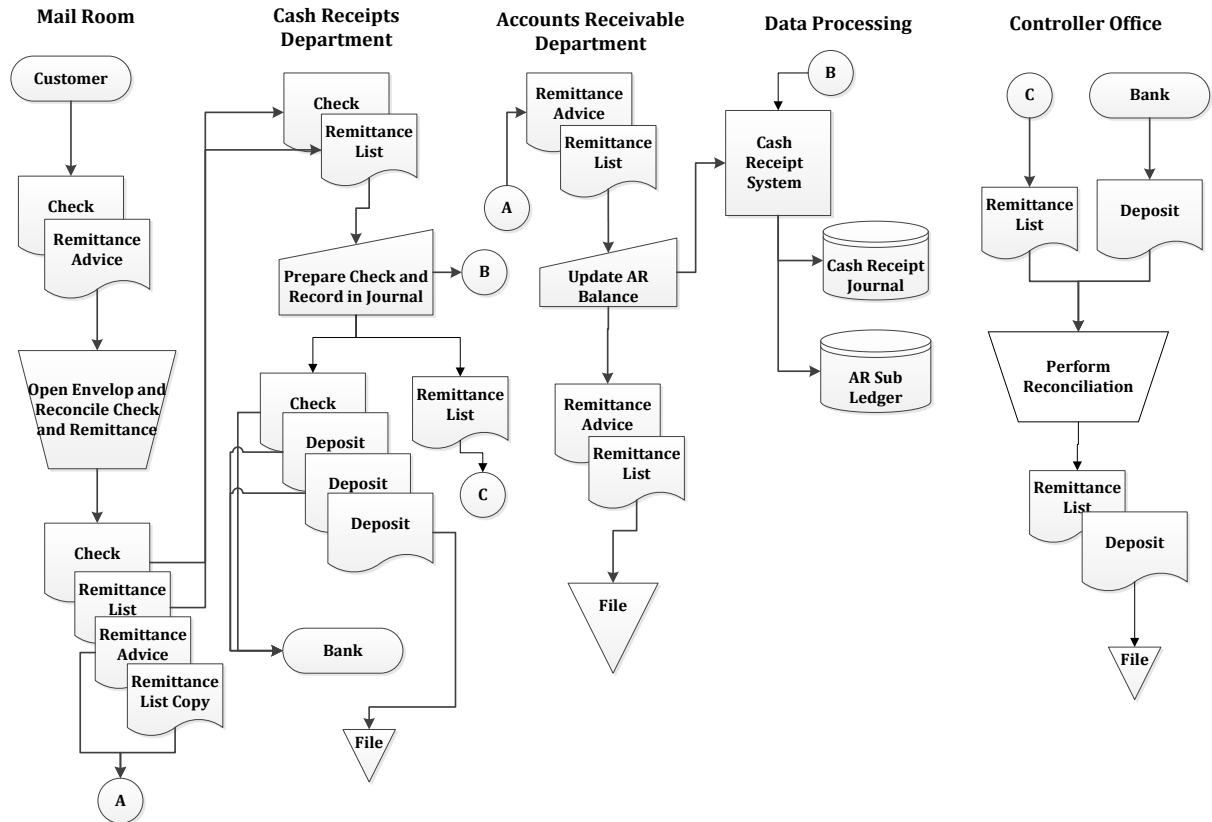 Mail Room
Customer
Check
Remittance
Advice
Open Envelop and
Reconcile Check
and Remittance
Check
Remittance
List
Remittance
Advice
Remittance
List Copy
A
Cash Receipts
Department
Check
Remittance
List
Prepare Check and
Record in Journal
B
Check
Deposit
Deposit
Deposit
Remittance
List
C
Bank
File
Accounts Receivable
Department
Remittance
Advice
Remittance
List
A
Update AR
Balance
Remittance
Advice
Remittance
List
File
Data Processing
B
Cash
Receipt
System
Cash Receipt
Journal
AR Sub
Ledger
Controller Office
C
Bank
Remittance
List
Deposit
Perform
Reconciliation
Remittance
List
Deposit
File